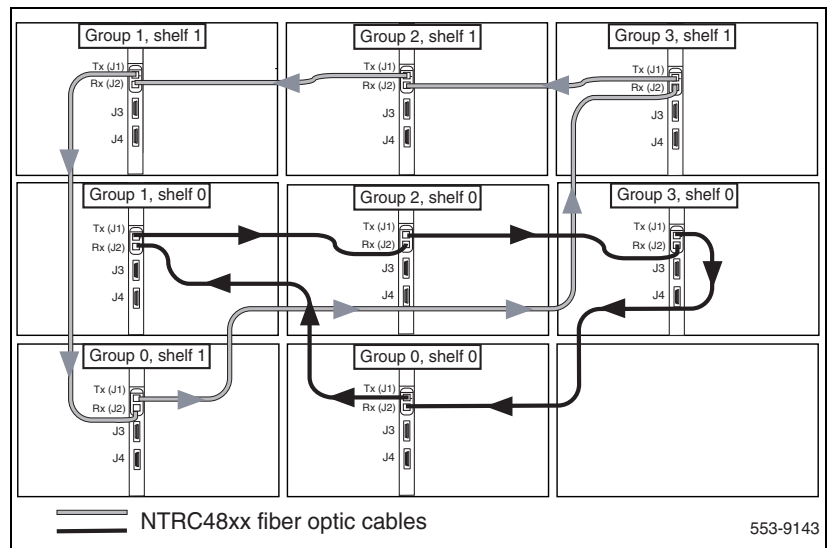 Group 1, shelf 1
Tx (J1)
Rx (J2)
J3
J4
Group 2, shelf 1
Tx (J1)
Rx (J2)
J3
J4
Group 3, shelf 1
Tx (J1)
Rx (J2)
J3
J4
Group 1, shelf 0
Tx (J1)
Rx (J2)
J3
J4
Group 2, shelf 0
Tx (J1)
Rx (J2)
J3
J4
Group 3, shelf 0
Tx (J1)
Rx (J2)
J3
J4
Group 0, shelf 1
Tx (J1)
Rx (J2)
J3
J4
Group 0, shelf 0
Tx (J1)
Rx (J2)
J3
J4
NTRC48xx fiber optic cables
553-9143